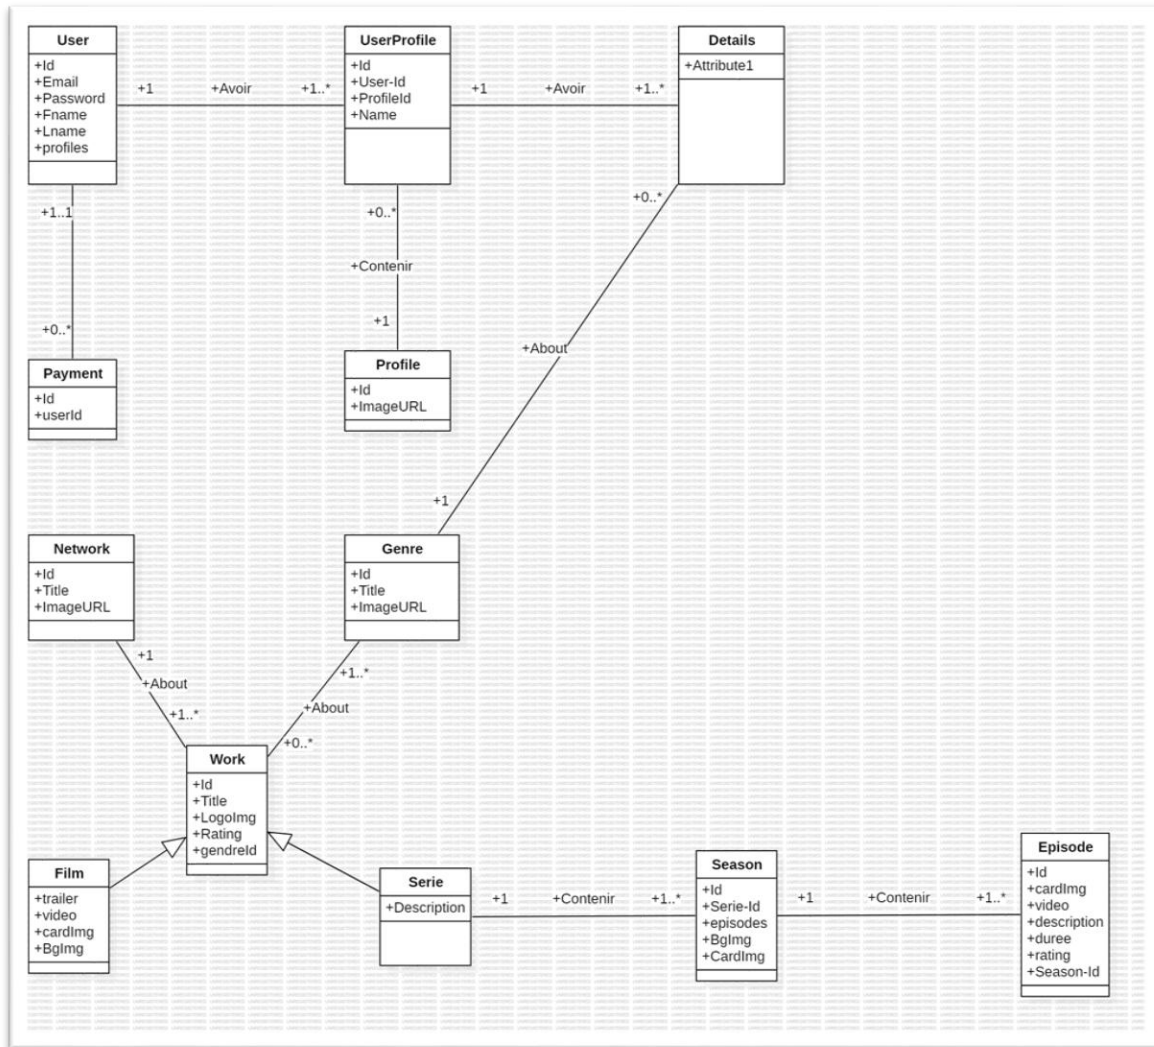 User
+Id
+Email
+Password
+Fname
+Lname
+profiles
+1
+Avoir
+1..*
UserProfile
+Id
+User-Id
+ProfileId
+Name
+1
+Avoir
+1..*
Details
+Attribute1
+1..1
+0..*
Payment
+Id
+userId
+0..*
+Contenir
+1
Profile
+Id
+ImageURL
+0..*
+About
+1
Network
+Id
+Title
+ImageURL
Genre
+Id
+Title
+ImageURL
+1
+About
+1..*
+1..*
+About
+0..*
Work
+Id
+Title
+LogoImg
+Rating
+gendreId
Film
+trailer
+video
+cardImg
+BgImg
Serie
+Description
+1
+Contenir
+1..*
Season
+Id
+Serie-Id
+episodes
+BgImg
+CardImg
+1
+Contenir
+1..*
Episode
+Id
+cardImg
+video
+description
+duree
+rating
+Season-Id